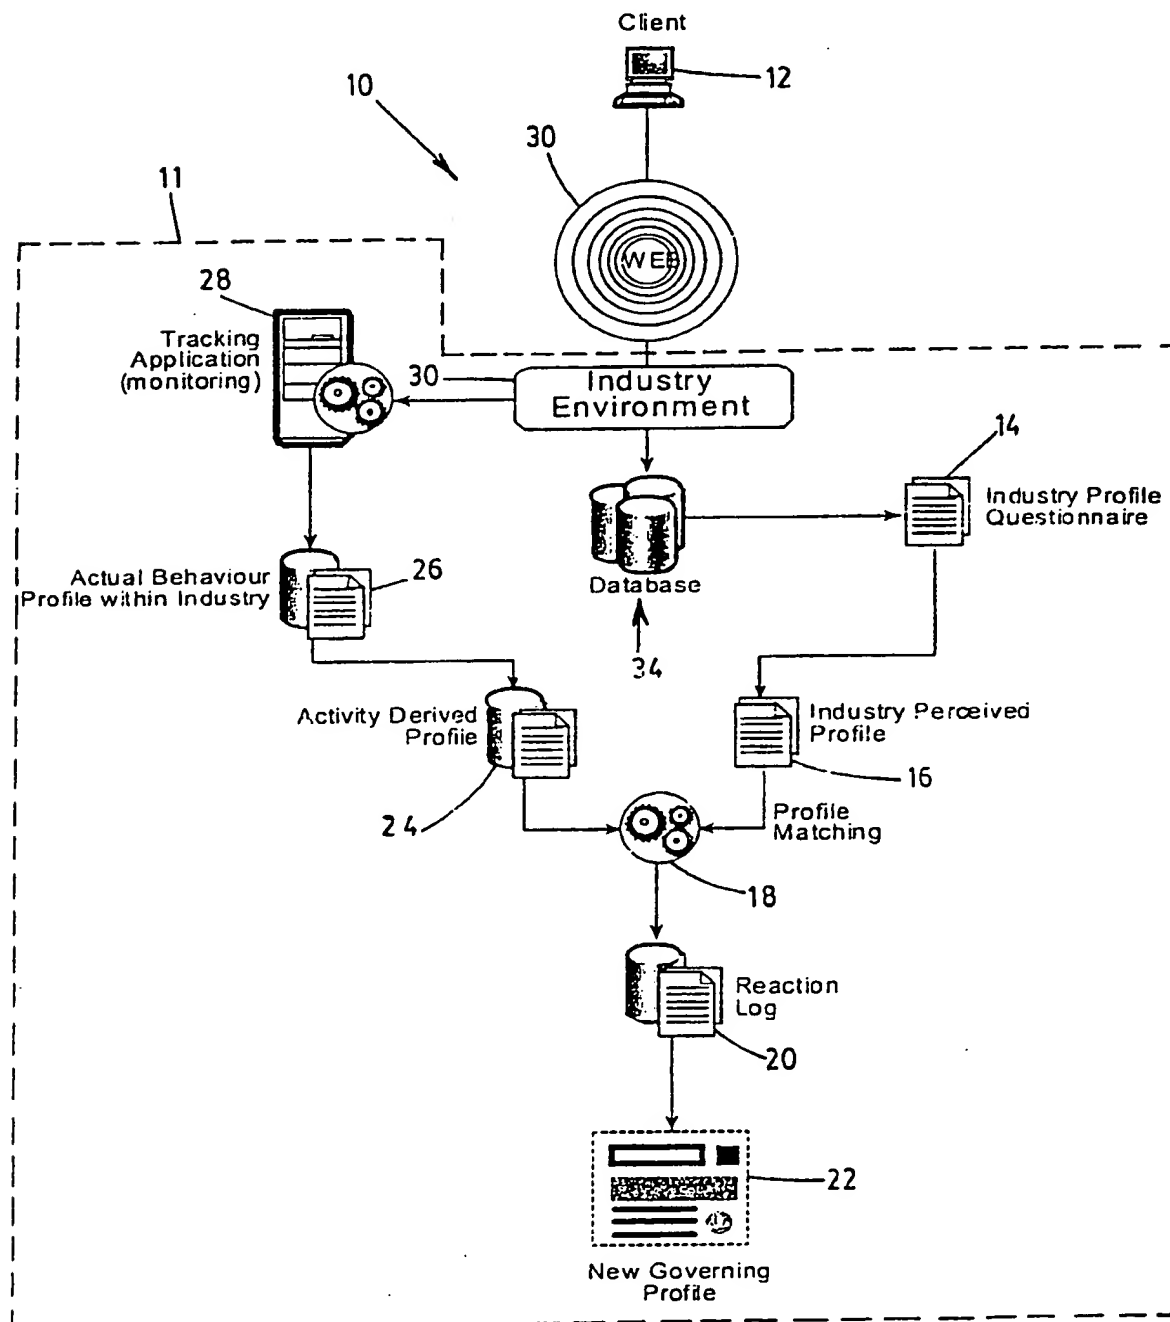 Client
12
10
30
11
WEB
28
Tracking
Application
(monitoring)
30
Industry
Environment
14
Industry Profile
Questionnaire
Actual Behaviour
Profile within Industry
26
Database
34
Activity Derived
Profile
24
Industry Perceived
Profile
16
Profile
Matching
18
Reaction
Log
20
22
New Governing
Profile